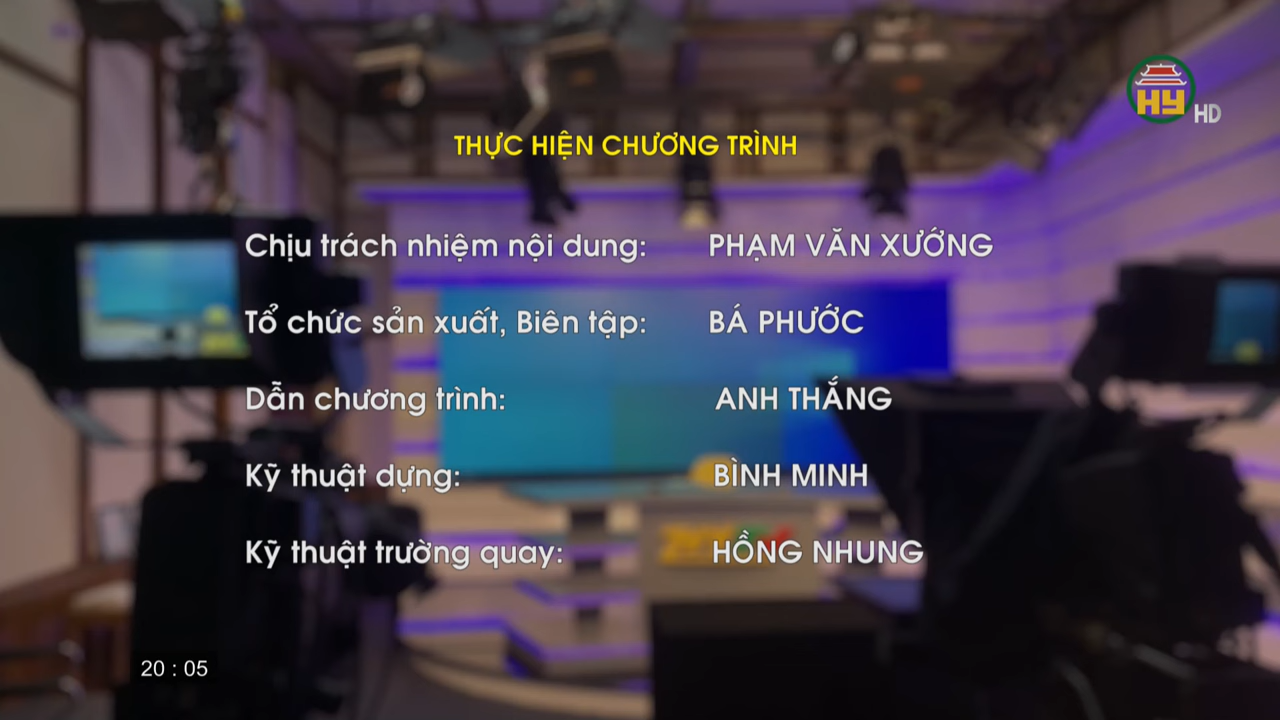 HY HD
THỰC HIỆN CHƯƠNG TRÌNH
Chịu trách nhiệm nội dung: PHẠM VĂN XƯỚNG
Tổ chức sản xuất, Biên tập: BÁ PHƯỚC
Dẫn chương trình: ANH THẮNG
Kỹ thuật dựng: BÌNH MINH
Kỹ thuật trường quay: HỒNG NHUNG
20 : 05